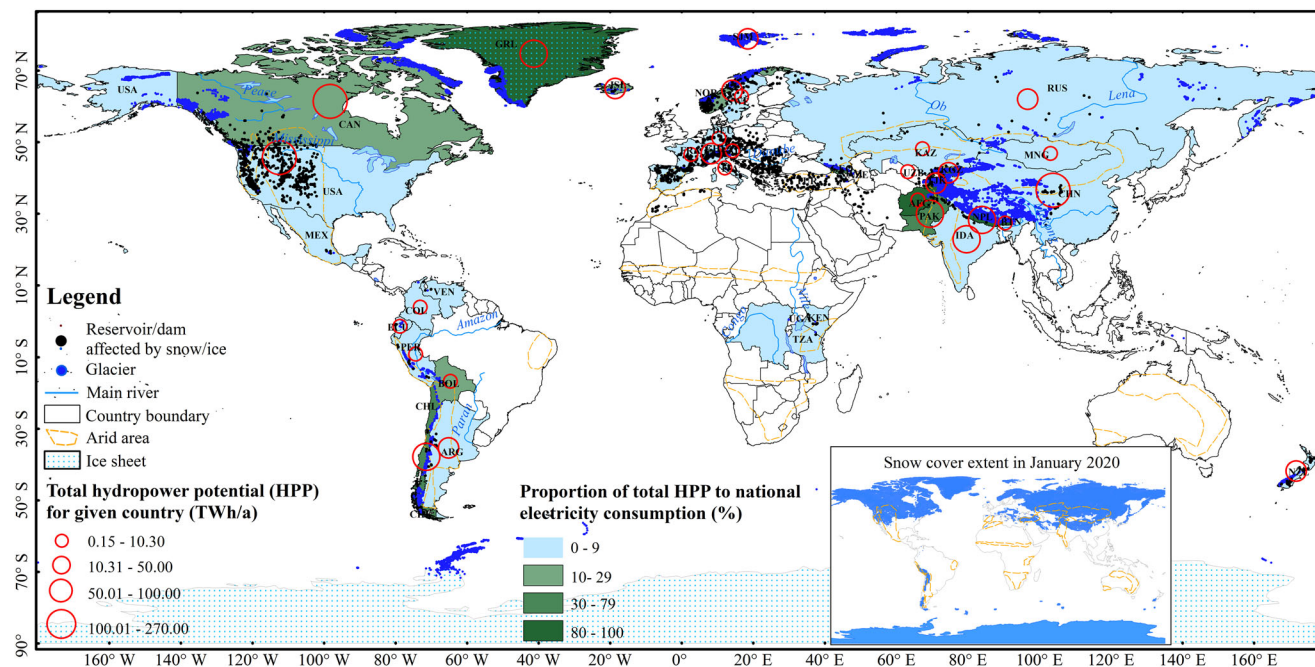 70° N
50° N
30° N
10° N
10° S
30° S
50° S
70° S
90°
160° W
140° W
120° W
100° W
80° W
60° W
40° W
20° W
0°
20° E
40° E
60° E
80° E
100° E
120° E
140° E
160° E
USA
Peace
CAN
GRL
Mississippi
USA
MEX
VEN
COL
Amazon
PER
BOL
CHL
ARG
NOR
RUS
Ob
Lena
KAZ
MNG
UZB
CHN
AFG
PAK
NPL
IDA
Nile
Congo
UGA
KEN
TZA
Legend
Reservoir/dam
affected by snow/ice
Glacier
Main river
Country boundary
Arid area
Ice sheet
Total hydropower potential (HPP)
for given country (TWh/a)
0.15 - 10.30
10.31 - 50.00
50.01 - 100.00
100.01 - 270.00
Proportion of total HPP to national
electricity consumption (%)
0 - 9
10- 29
30 - 79
80 - 100
Snow cover extent in January 2020